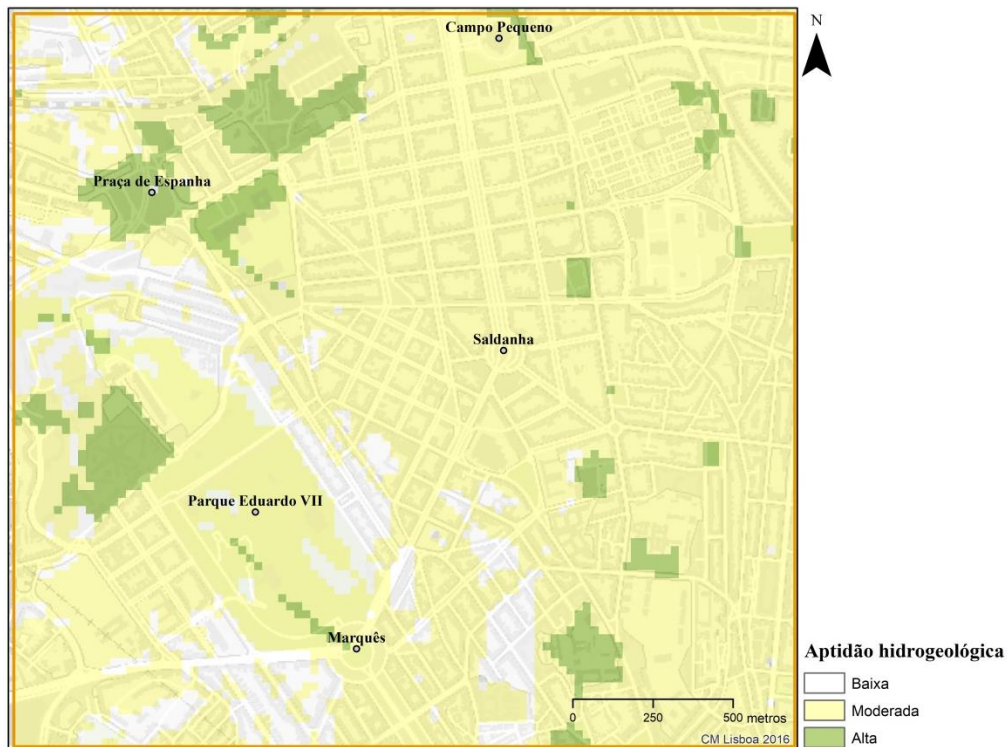 Campo Pequeno
N
Praça de Espanha
Saldanha
Parque Eduardo VII
Marquês
0 250 500 metros
CM Lisboa 2016
Aptidão hidrogeológica
Baixa
Moderada
Alta